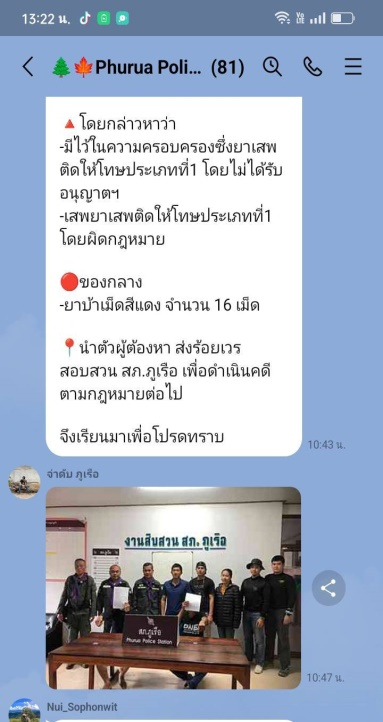 13:22 น.
Vo
LTE
🌲🍁Phurua Poli... (81)
🔺โดยกล่าวหาว่า
-มีไว้ในความครอบครองซึ่งยาเสพ
ติดให้โทษประเภทที่1 โดยไม่ได้รับ
อนุญาตฯ
-เสพยาเสพติดให้โทษประเภทที่1
โดยผิดกฎหมาย
🔴ของกลาง
-ยาบ้าเม็ดสีแดง จำนวน 16 เม็ด
📍นำตัวผู้ต้องหา ส่งร้อยเวร
สอบสวน สภ.ภูเรือ เพื่อดำเนินคดี
ตามกฎหมายต่อไป
จึงเรียนมาเพื่อโปรดทราบ
10:43 น.
จ่าดับ ภูเรือ
งานสืบสวน สภ. ภูเรือ
สภ.ภูเรือ
Phurua Police Station
10:47 น.
Nui_Sophonwit